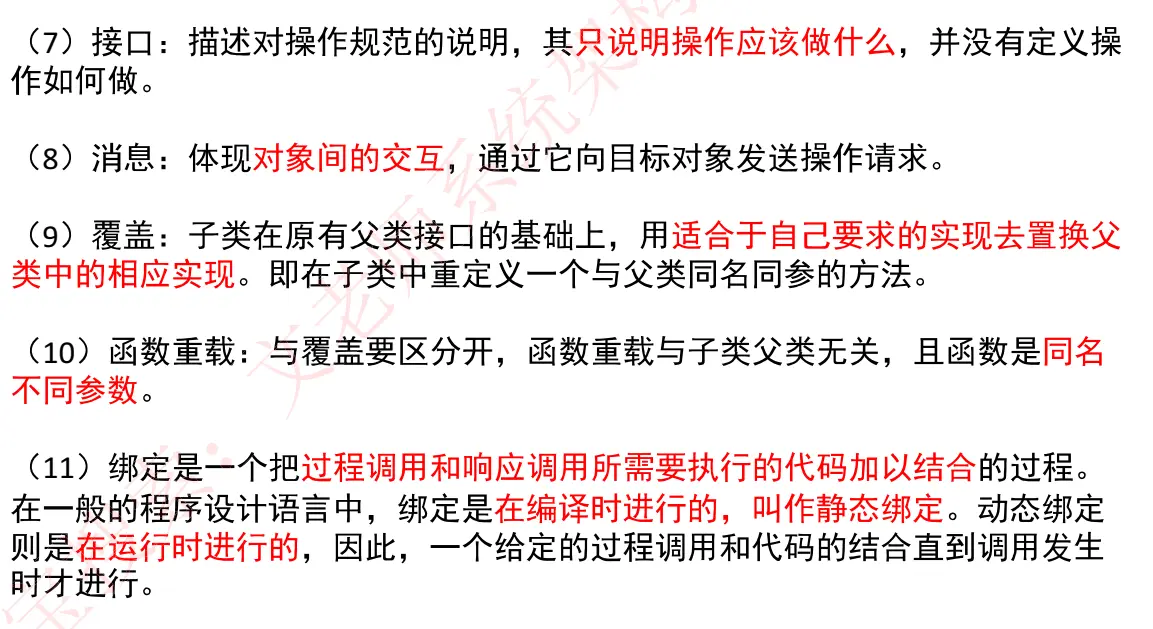 （7）接口：描述对操作规范的说明，其只说明操作应该做什么，并没有定义操
作如何做。
（8）消息：体现对象间的交互，通过它向目标对象发送操作请求。
（9）覆盖：子类在原有父类接口的基础上，用适合于自己要求的实现去置换父
类中的相应实现。即在子类中重定义一个与父类同名同参的方法。
（10）函数重载：与覆盖要区分开，函数重载与子类父类无关，且函数是同名
不同参数。
（11）绑定是一个把过程调用和响应调用所需要执行的代码加以结合的过程。
在一般的程序设计语言中，绑定是在编译时进行的，叫作静态绑定。动态绑定
则是在运行时进行的，因此，一个给定的过程调用和代码的结合直到调用发生
时才进行。
文老师系统架构